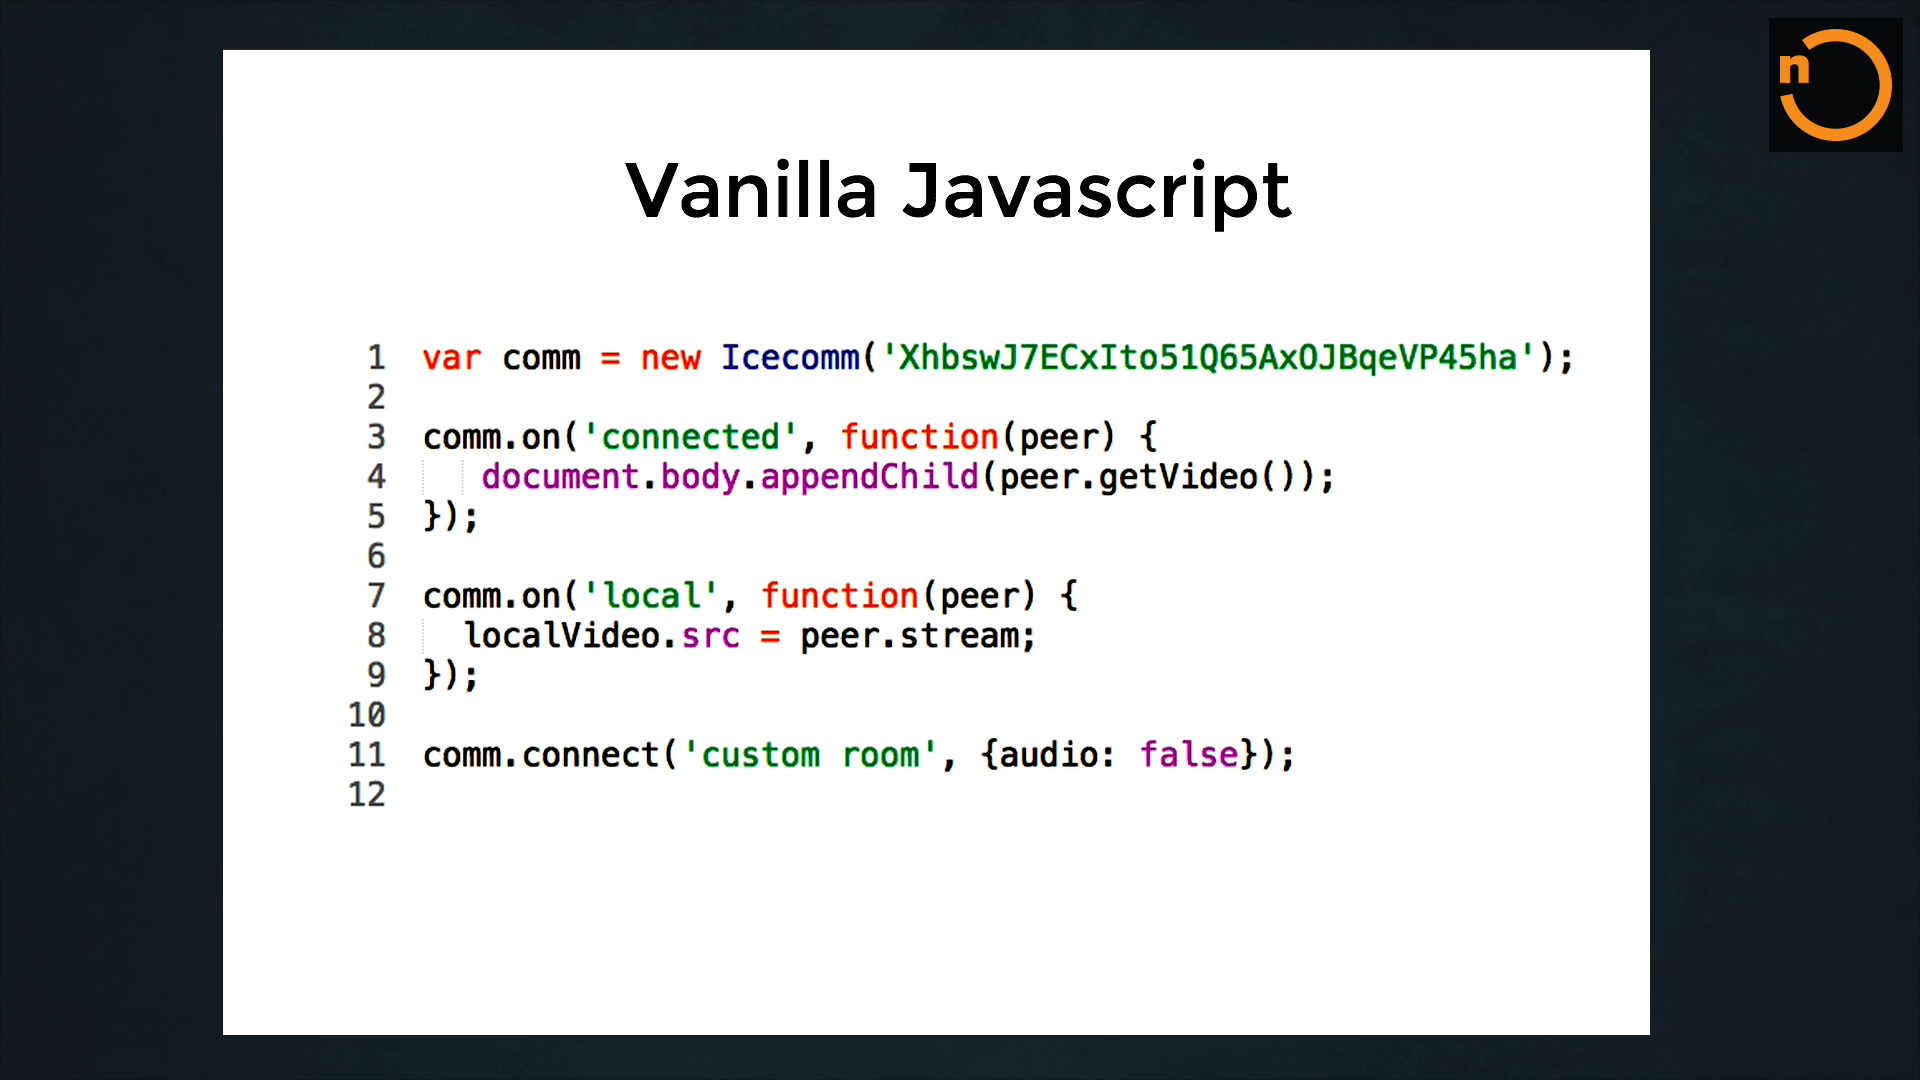 n
Vanilla Javascript
1 var comm = new Icecomm('XhbswJ7ECxIto51Q65AxOJBqeVP45ha');
2
3 comm.on('connected', function(peer) {
4 document.body.appendChild(peer.getVideo());
5 });
6
7 comm.on('local', function(peer) {
8 localVideo.src = peer.stream;
9 });
10
11 comm.connect('custom room', {audio: false});
12